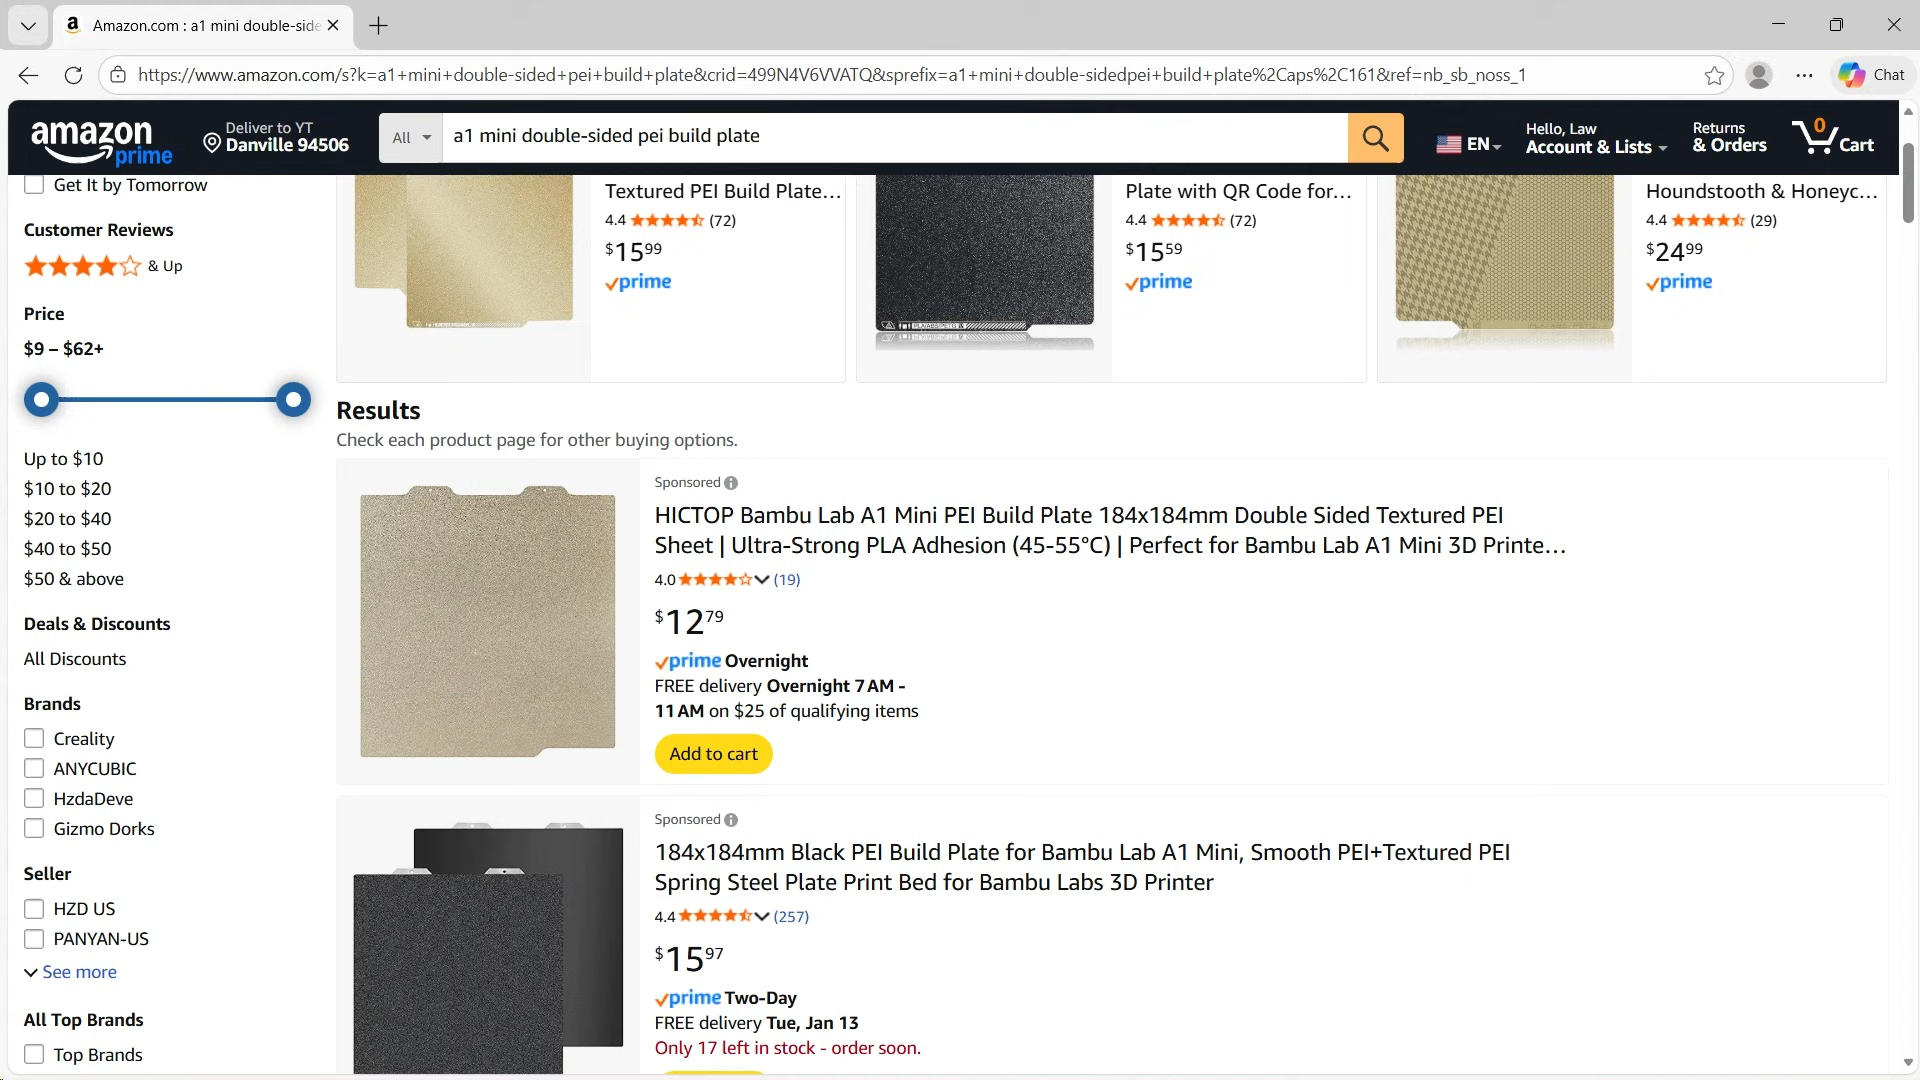 Amazon.com : a1 mini double-side
https://www.amazon.com/s?k=a1+mini+double-sided+pei+build+plate&crid=499N4V6VVATQ&sprefix=a1+mini+double-sidedpei+build+plate%2Caps%2C161&ref=nb_sb_noss_1
Chat
amazon prime
Deliver to YT
Danville 94506
All
a1 mini double-sided pei build plate
EN
Hello, Law
Account & Lists
Returns
& Orders
0
Cart
Get It by Tomorrow
Customer Reviews
& Up
Price
$9 – $62+
Up to $10
$10 to $20
$20 to $40
$40 to $50
$50 & above
Deals & Discounts
All Discounts
Brands
Creality
ANYCUBIC
HzdaDeve
Gizmo Dorks
Seller
HZD US
PANYAN-US
See more
All Top Brands
Top Brands
Textured PEI Build Plate...
4.4 (72)
$15 99
prime
Plate with QR Code for...
4.4 (72)
$15 59
prime
Houndstooth & Honeyc...
4.4 (29)
$24 99
prime
Results
Check each product page for other buying options.
Sponsored
HICTOP Bambu Lab A1 Mini PEI Build Plate 184x184mm Double Sided Textured PEI
Sheet | Ultra-Strong PLA Adhesion (45-55°C) | Perfect for Bambu Lab A1 Mini 3D Printe...
4.0 (19)
$12 79
prime Overnight
FREE delivery Overnight 7 AM -
11 AM on $25 of qualifying items
Add to cart
Sponsored
184x184mm Black PEI Build Plate for Bambu Lab A1 Mini, Smooth PEI+Textured PEI
Spring Steel Plate Print Bed for Bambu Labs 3D Printer
4.4 (257)
$15 97
prime Two-Day
FREE delivery Tue, Jan 13
Only 17 left in stock - order soon.